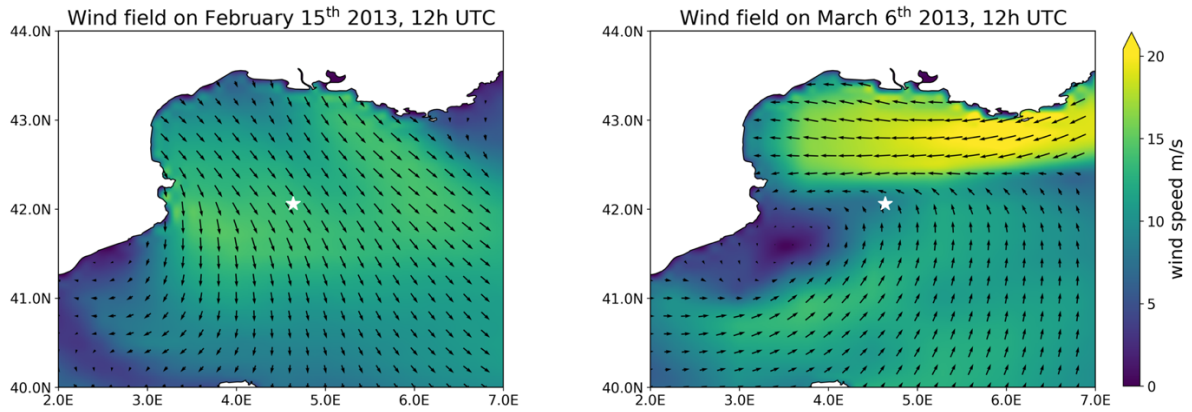 Wind field on February 15th 2013, 12h UTC
44.0N
43.0N
42.0N
41.0N
40.0N
2.0E 3.0E 4.0E 5.0E 6.0E 7.0E
Wind field on March 6th 2013, 12h UTC
44.0N
43.0N
42.0N
41.0N
40.0N
2.0E 3.0E 4.0E 5.0E 6.0E 7.0E
20
15
10
5
0
wind speed m/s